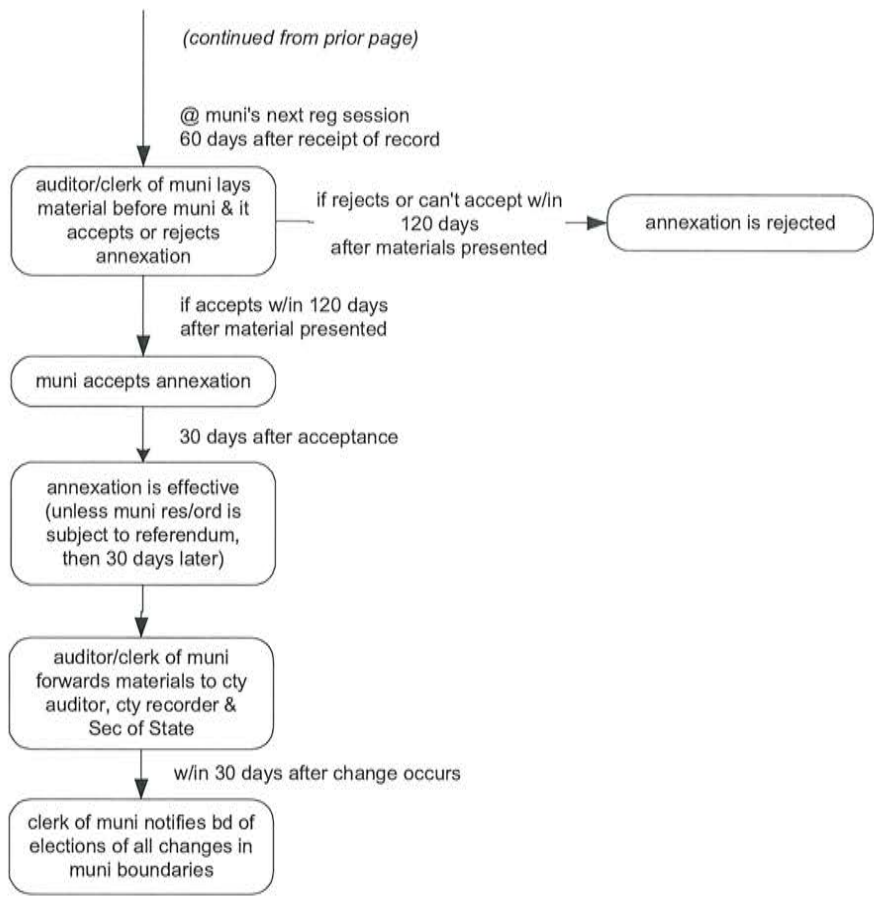 (continued from prior page)
@ muni's next reg session
60 days after receipt of record
auditor/clerk of muni lays
material before muni & it
accepts or rejects
annexation
if rejects or can't accept w/in
120 days
after materials presented
annexation is rejected
if accepts w/in 120 days
after material presented
muni accepts annexation
30 days after acceptance
annexation is effective
(unless muni res/ord is
subject to referendum,
then 30 days later)
auditor/clerk of muni
forwards materials to cty
auditor, cty recorder &
Sec of State
w/in 30 days after change occurs
clerk of muni notifies bd of
elections of all changes in
muni boundaries